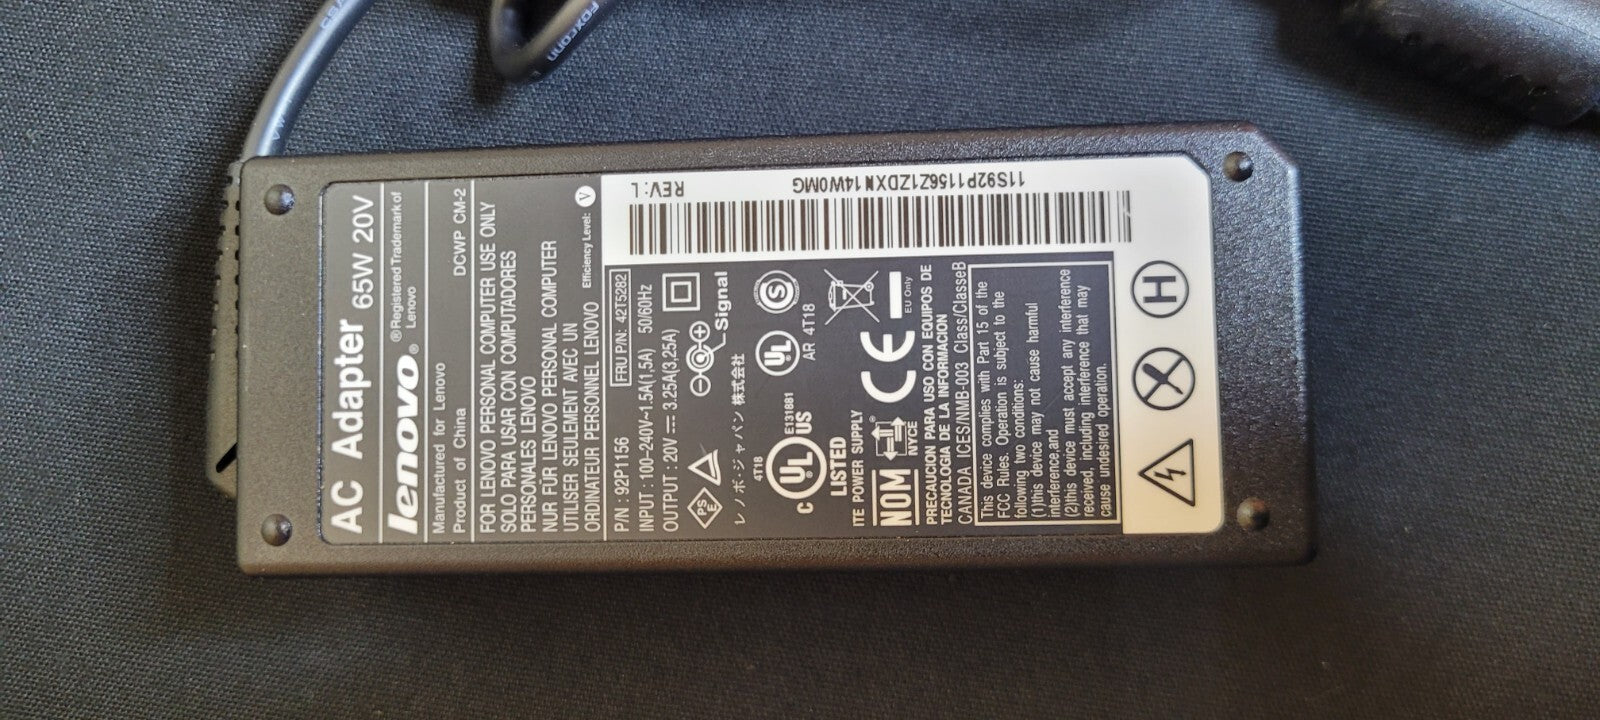 AC Adapter 65W 20V
lenovo® ®Registered Trademark of
Lenovo
Manufactured for Lenovo
Product of China DCWP CM-2
FOR LENOVO PERSONAL COMPUTER USE ONLY
SOLO PARA USAR CON COMPUTADORES
PERSONALES LENOVO
NUR FÜR LENOVO PERSONAL COMPUTER
UTILISER SEULEMENT AVEC UN
ORDINATEUR PERSONNEL LENOVO Efficiency Level: V
P/N: 92P1156 FRU P/N: 42T5282
INPUT : 100-240V~1.5A(1,5A) 50/60Hz
OUTPUT : 20V ⎓ 3.25A(3,25A)
PS
E
Signal
レノボ・ジャパン 株式会社
4T18
E131881
c UL US
LISTED
UL
AR 4T18
S
ITE POWER SUPPLY
NOM
NYCE
CE
EU Only
PRECAUCION PARA USO CON EQUIPOS DE
TECNOLOGIA DE LA INFORMACION
CANADA ICES/NMB-003 Class/ClasseB
This device complies with Part 15 of the
FCC Rules. Operation is subject to the
following two conditions:
(1)this device may not cause harmful
interference,and
(2)this device must accept any interference
received, including interference that may
cause undesired operation.
REV: L
11S92P1156Z1ZDXN14W0MG
H
FOXCONN